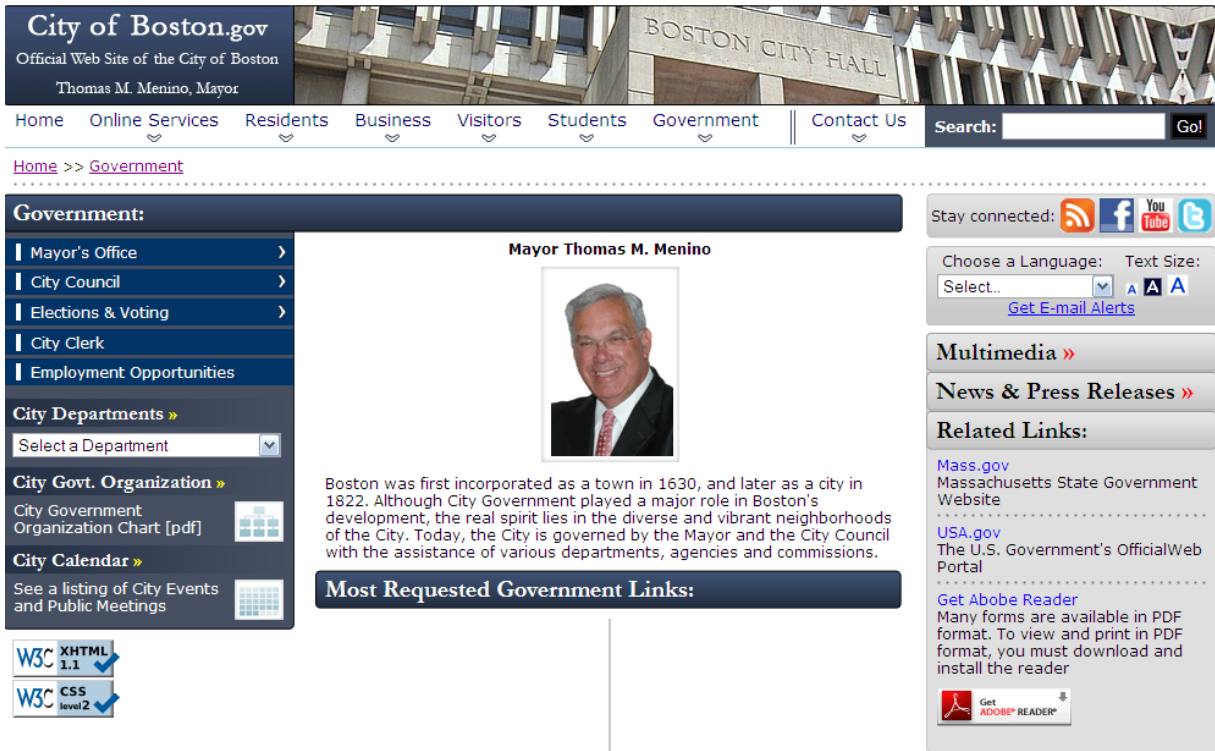 City of Boston.gov
Official Web Site of the City of Boston
Thomas M. Menino, Mayor
BOSTON CITY HALL
Home Online Services Residents Business Visitors Students Government Contact Us Search: Go!
Home >> Government
Government:
Mayor's Office
City Council
Elections & Voting
City Clerk
Employment Opportunities
City Departments »
Select a Department
City Govt. Organization »
City Government
Organization Chart [pdf]
City Calendar »
See a listing of City Events
and Public Meetings
W3C XHTML 1.1
W3C CSS level 2
Mayor Thomas M. Menino
Boston was first incorporated as a town in 1630, and later as a city in
1822. Although City Government played a major role in Boston's
development, the real spirit lies in the diverse and vibrant neighborhoods
of the City. Today, the City is governed by the Mayor and the City Council
with the assistance of various departments, agencies and commissions.
Most Requested Government Links:
Stay connected: You Tube
Choose a Language: Text Size:
Select... A A A
Get E-mail Alerts
Multimedia »
News & Press Releases »
Related Links:
Mass.gov
Massachusetts State Government
Website
USA.gov
The U.S. Government's OfficialWeb
Portal
Get Abobe Reader
Many forms are available in PDF
format. To view and print in PDF
format, you must download and
install the reader
Get
ADOBE® READER®